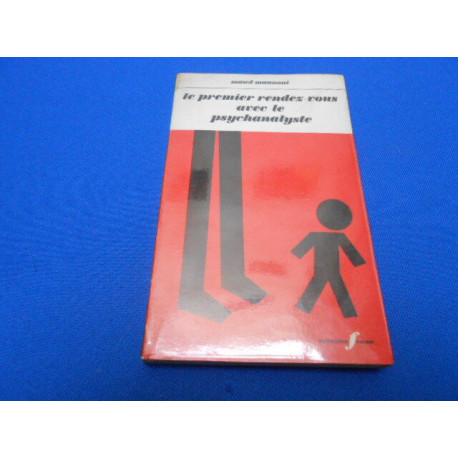 maud mannoni
le premier rendez-vous
avec le
psychanalyste